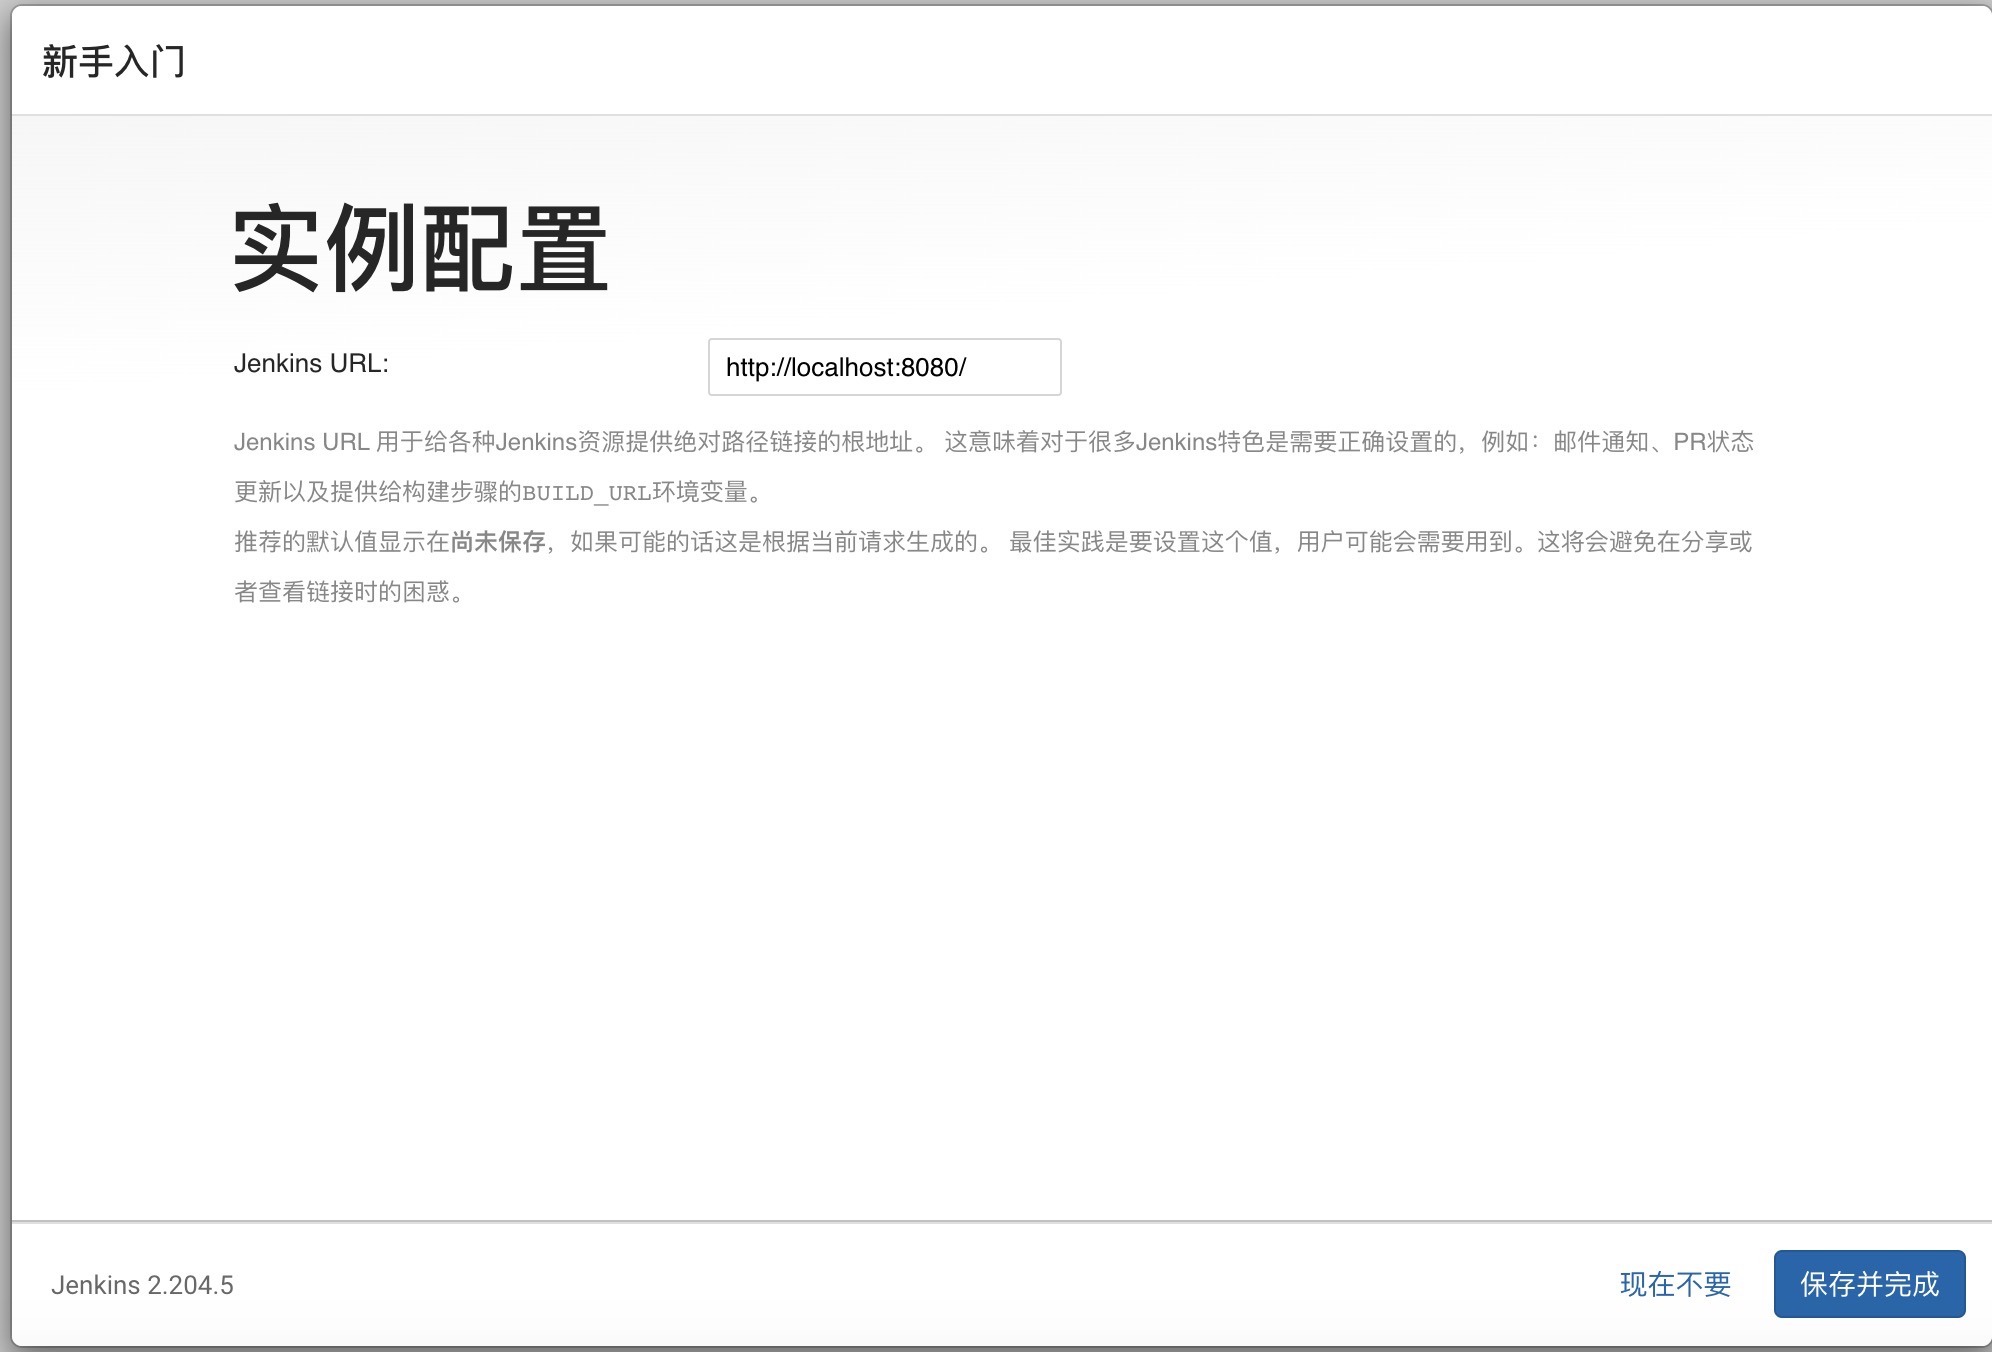 新手入门
实例配置
Jenkins URL:
http://localhost:8080/
Jenkins URL 用于给各种Jenkins资源提供绝对路径链接的根地址。 这意味着对于很多Jenkins特色是需要正确设置的，例如：邮件通知、PR状态
更新以及提供给构建步骤的BUILD_URL环境变量。
推荐的默认值显示在尚未保存，如果可能的话这是根据当前请求生成的。 最佳实践是要设置这个值，用户可能会需要用到。这将会避免在分享或
者查看链接时的困惑。
Jenkins 2.204.5
现在不要
保存并完成